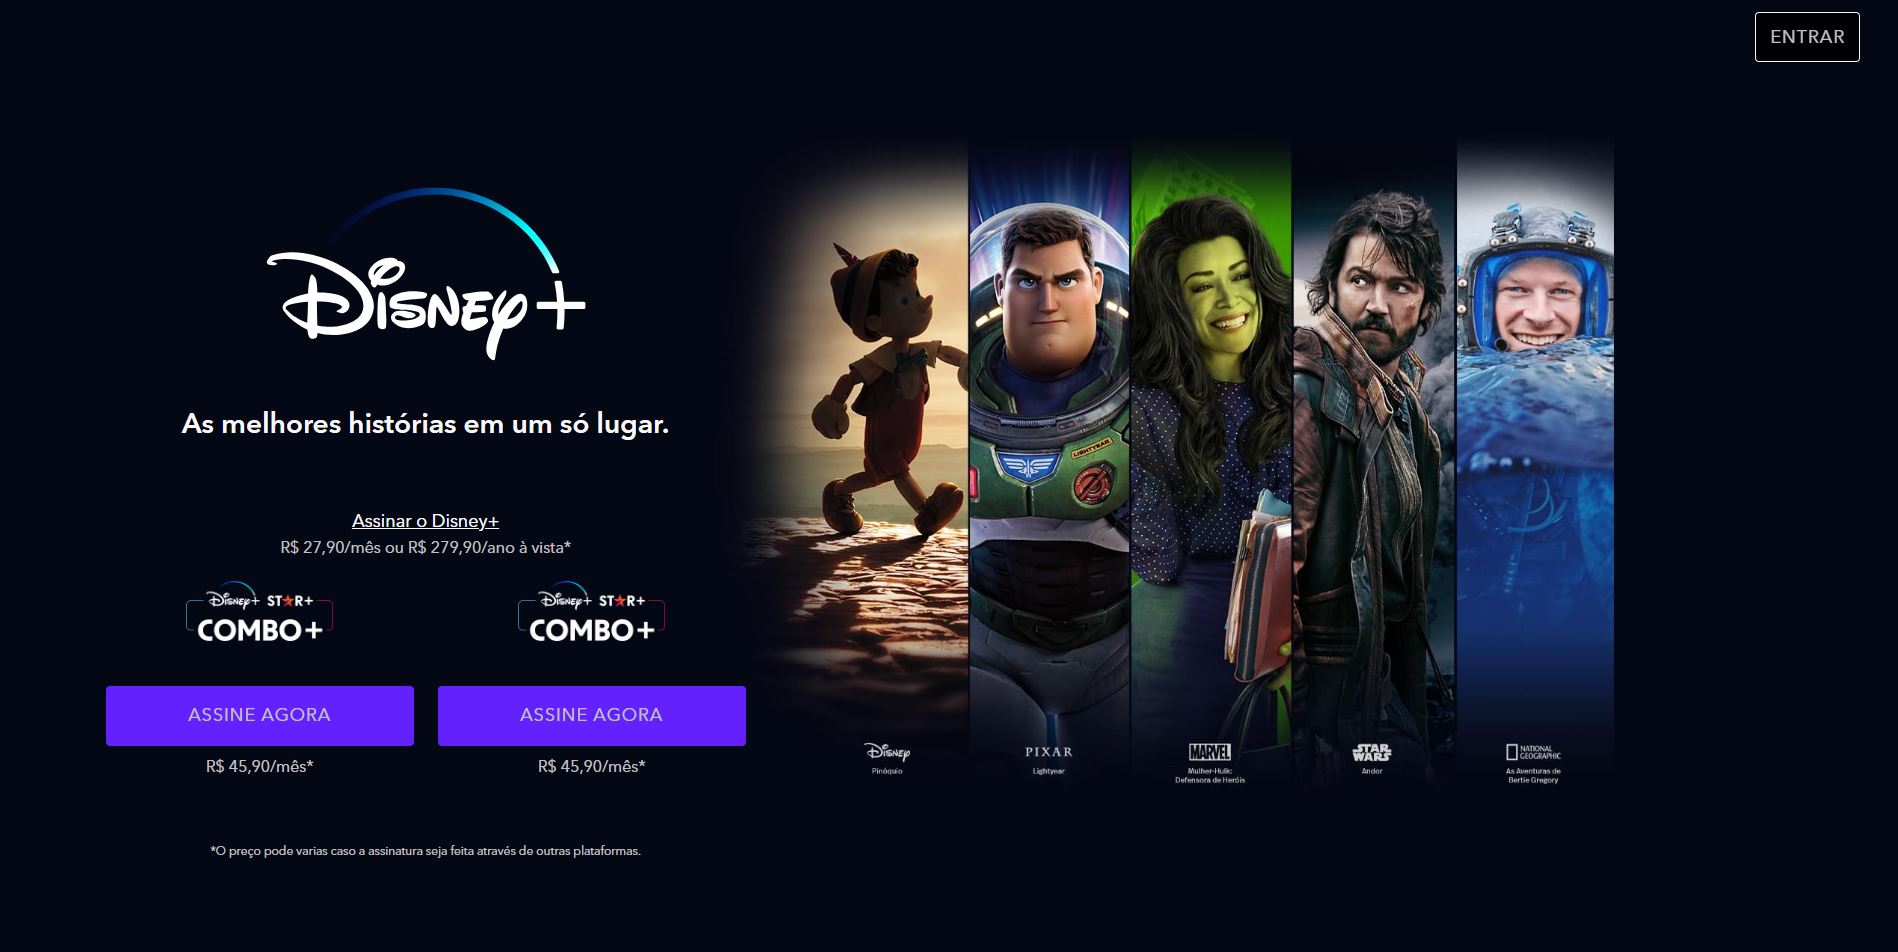 ENTRAR
Disney+
As melhores histórias em um só lugar.
Assinar o Disney+
R$ 27,90/mês ou R$ 279,90/ano à vista*
Disney+ STAR+
COMBO+
ASSINE AGORA
R$ 45,90/mês*
Disney+ STAR+
COMBO+
ASSINE AGORA
R$ 45,90/mês*
*O preço pode varias caso a assinatura seja feita através de outras plataformas.
LIGHTYEAR
Disney
Pinóquio
PIXAR
Lightyear
MARVEL
Mulher-Hulk:
Defensora de Heróis
STAR
WARS
Andor
NATIONAL
GEOGRAPHIC
As Aventuras de
Bertie Gregory